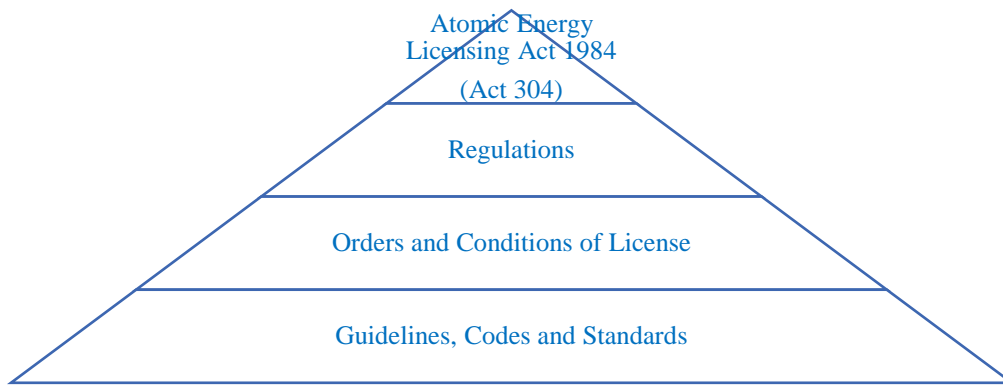 Atomic Energy
Licensing Act 1984
(Act 304)
Regulations
Orders and Conditions of License
Guidelines, Codes and Standards